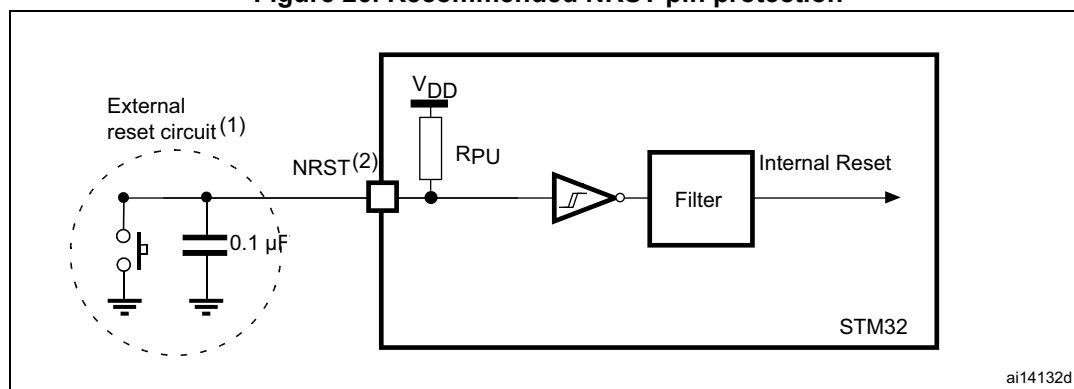 Figure 26. Recommended NRST pin protection
External
reset circuit(1)
VDD
NRST(2)
RPU
Internal Reset
Filter
0.1 µF
STM32
ai14132d